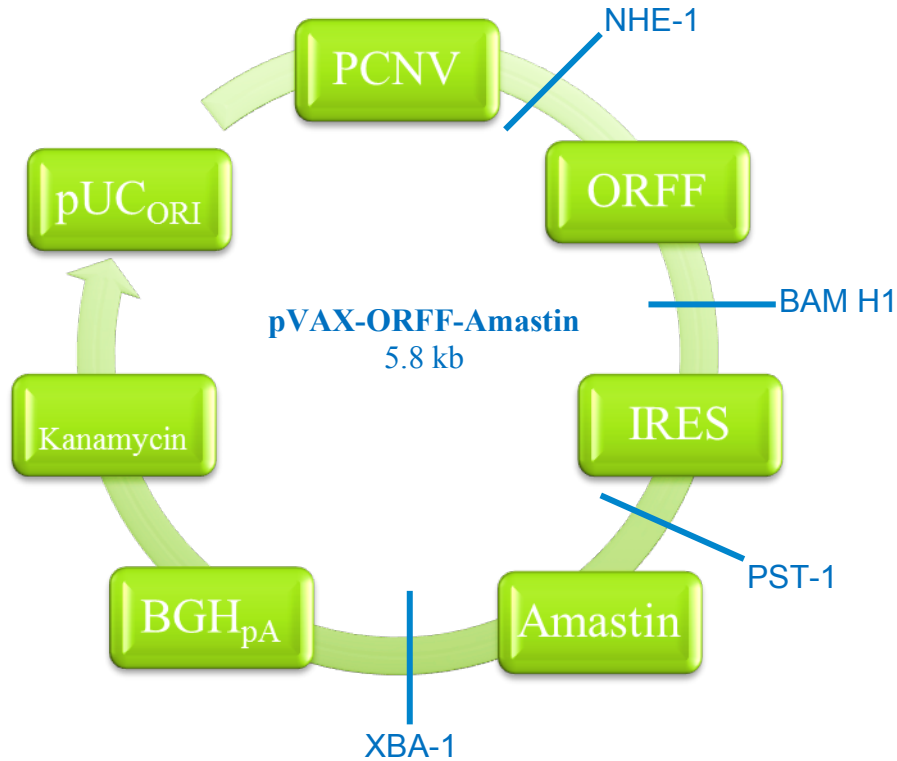 NHE-1
PCNV
ORFF
pUCORI
BAM H1
pVAX-ORFF-Amastin
5.8 kb
IRES
Kanamycin
PST-1
Amastin
BGHpA
XBA-1